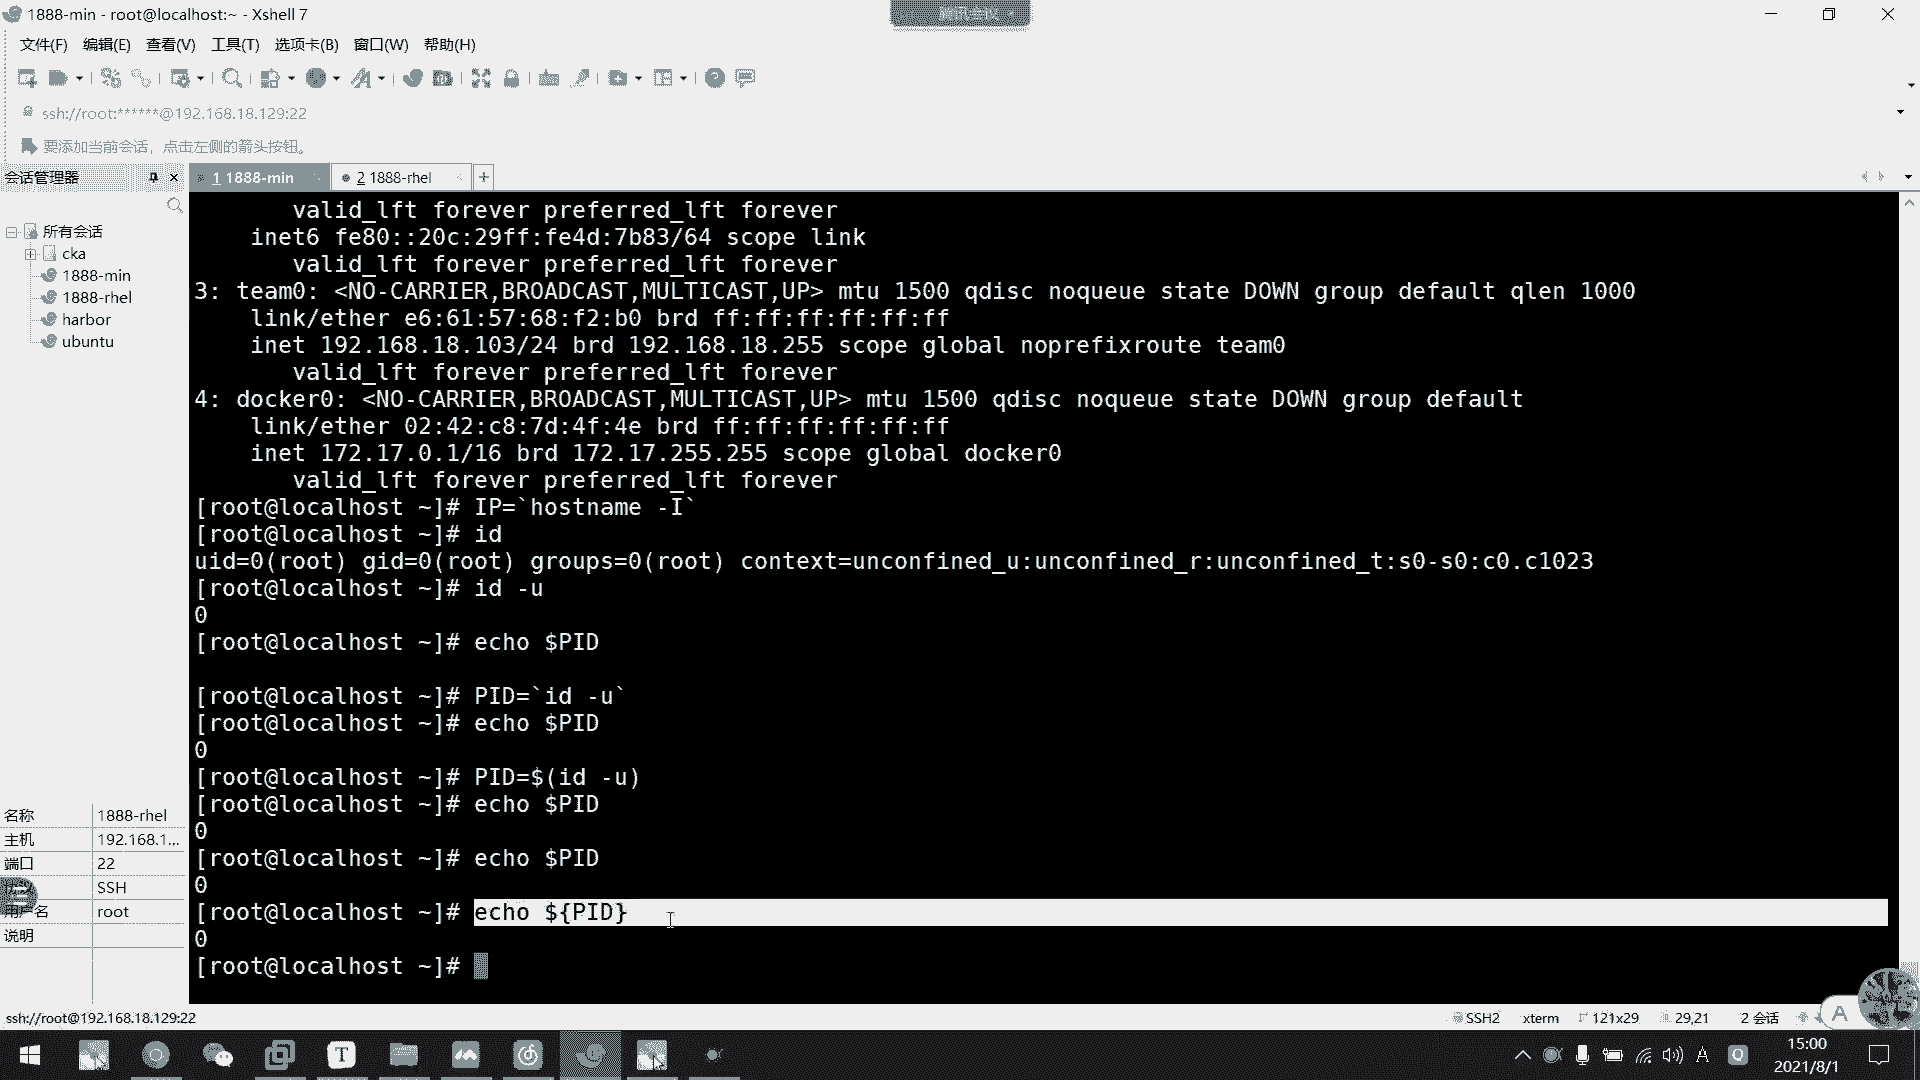 1888-min - root@localhost:~ - Xshell 7
腾讯会议
文件(F) 编辑(E) 查看(V) 工具(T) 选项卡(B) 窗口(W) 帮助(H)
ssh://root:******@192.168.18.129:22
要添加当前会话，点击左侧的箭头按钮。
会话管理器
1 1888-min
2 1888-rhel
所有会话
cka
1888-min
1888-rhel
harbor
ubuntu
名称 1888-rhel
主机 192.168.1...
端口 22
SSH
用户名 root
说明
valid_lft forever preferred_lft forever
inet6 fe80::20c:29ff:fe4d:7b83/64 scope link
valid_lft forever preferred_lft forever
3: team0: <NO-CARRIER,BROADCAST,MULTICAST,UP> mtu 1500 qdisc noqueue state DOWN group default qlen 1000
link/ether e6:61:57:68:f2:b0 brd ff:ff:ff:ff:ff:ff
inet 192.168.18.103/24 brd 192.168.18.255 scope global noprefixroute team0
valid_lft forever preferred_lft forever
4: docker0: <NO-CARRIER,BROADCAST,MULTICAST,UP> mtu 1500 qdisc noqueue state DOWN group default
link/ether 02:42:c8:7d:4f:4e brd ff:ff:ff:ff:ff:ff
inet 172.17.0.1/16 brd 172.17.255.255 scope global docker0
valid_lft forever preferred_lft forever
[root@localhost ~]# IP=`hostname -I`
[root@localhost ~]# id
uid=0(root) gid=0(root) groups=0(root) context=unconfined_u:unconfined_r:unconfined_t:s0-s0:c0.c1023
[root@localhost ~]# id -u
0
[root@localhost ~]# echo $PID
[root@localhost ~]# PID=`id -u`
[root@localhost ~]# echo $PID
0
[root@localhost ~]# PID=$(id -u)
[root@localhost ~]# echo $PID
0
[root@localhost ~]# echo $PID
0
[root@localhost ~]# echo ${PID}
0
[root@localhost ~]#
ssh://root@192.168.18.129:22
SSH2 xterm 121x29 29,21 2 会话
A
15:00
2021/8/1